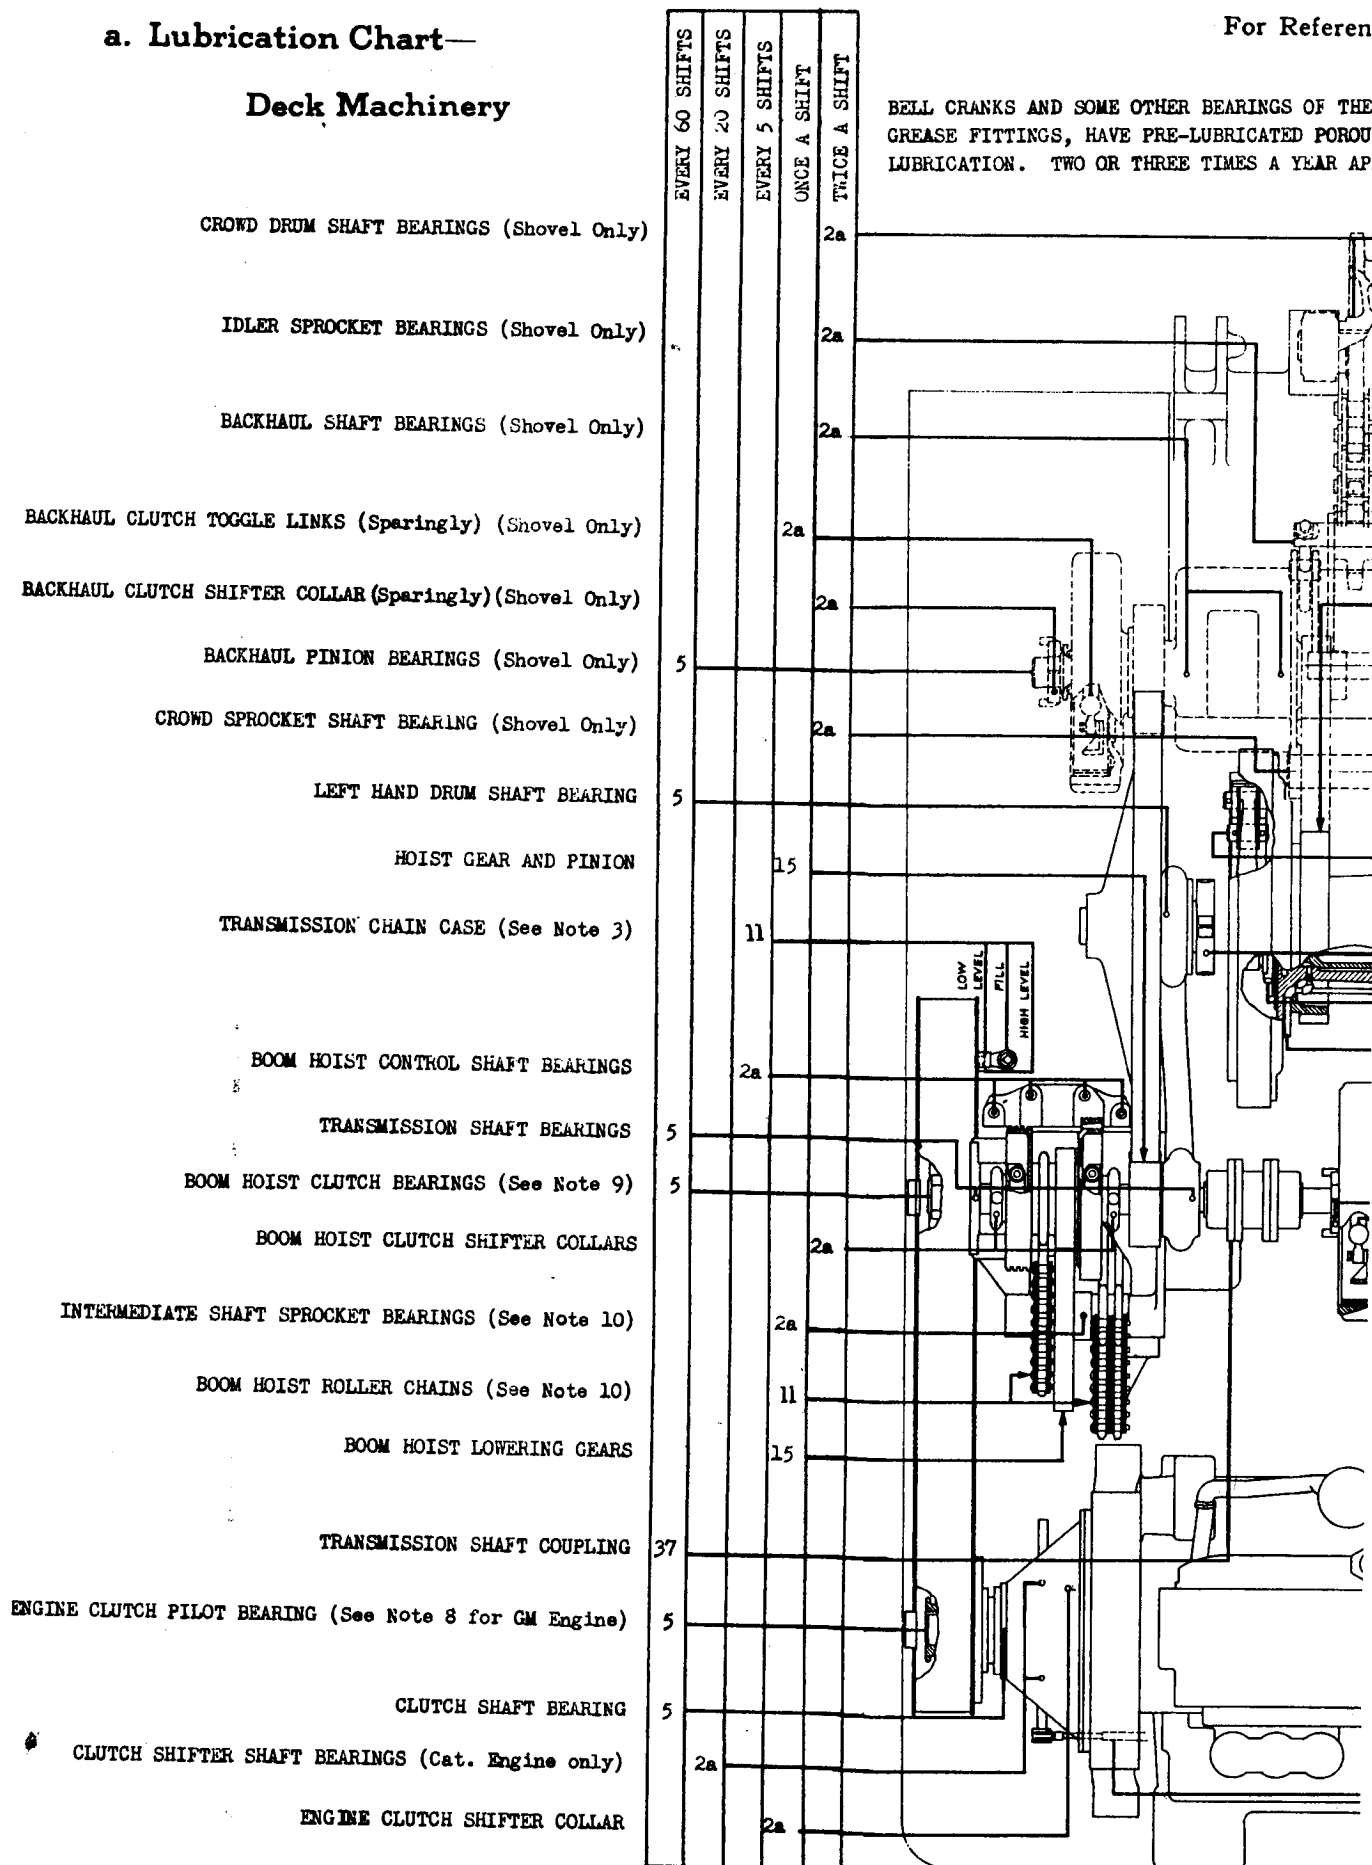 a. Lubrication Chart—
Deck Machinery
EVERY 60 SHIFTS
EVERY 20 SHIFTS
EVERY 5 SHIFTS
ONCE A SHIFT
TWICE A SHIFT
For Referen
BELL CRANKS AND SOME OTHER BEARINGS OF THE
GREASE FITTINGS, HAVE PRE-LUBRICATED POROU
LUBRICATION. TWO OR THREE TIMES A YEAR AP
CROWD DRUM SHAFT BEARINGS (Shovel Only) 2a
IDLER SPROCKET BEARINGS (Shovel Only) 2a
BACKHAUL SHAFT BEARINGS (Shovel Only) 2a
BACKHAUL CLUTCH TOGGLE LINKS (Sparingly) (Shovel Only) 2a
BACKHAUL CLUTCH SHIFTER COLLAR (Sparingly) (Shovel Only) 2a
BACKHAUL PINION BEARINGS (Shovel Only) 5
CROWD SPROCKET SHAFT BEARING (Shovel Only) 2a
LEFT HAND DRUM SHAFT BEARING 5
HOIST GEAR AND PINION 15
TRANSMISSION CHAIN CASE (See Note 3) 11
LOW LEVEL
FILL
HIGH LEVEL
BOOM HOIST CONTROL SHAFT BEARINGS 2a
TRANSMISSION SHAFT BEARINGS 5
BOOM HOIST CLUTCH BEARINGS (See Note 9) 5
BOOM HOIST CLUTCH SHIFTER COLLARS 2a
INTERMEDIATE SHAFT SPROCKET BEARINGS (See Note 10) 2a
BOOM HOIST ROLLER CHAINS (See Note 10) 11
BOOM HOIST LOWERING GEARS 15
TRANSMISSION SHAFT COUPLING 37
ENGINE CLUTCH PILOT BEARING (See Note 8 for GM Engine) 5
CLUTCH SHAFT BEARING 5
CLUTCH SHIFTER SHAFT BEARINGS (Cat. Engine only) 2a
ENGINE CLUTCH SHIFTER COLLAR 2a